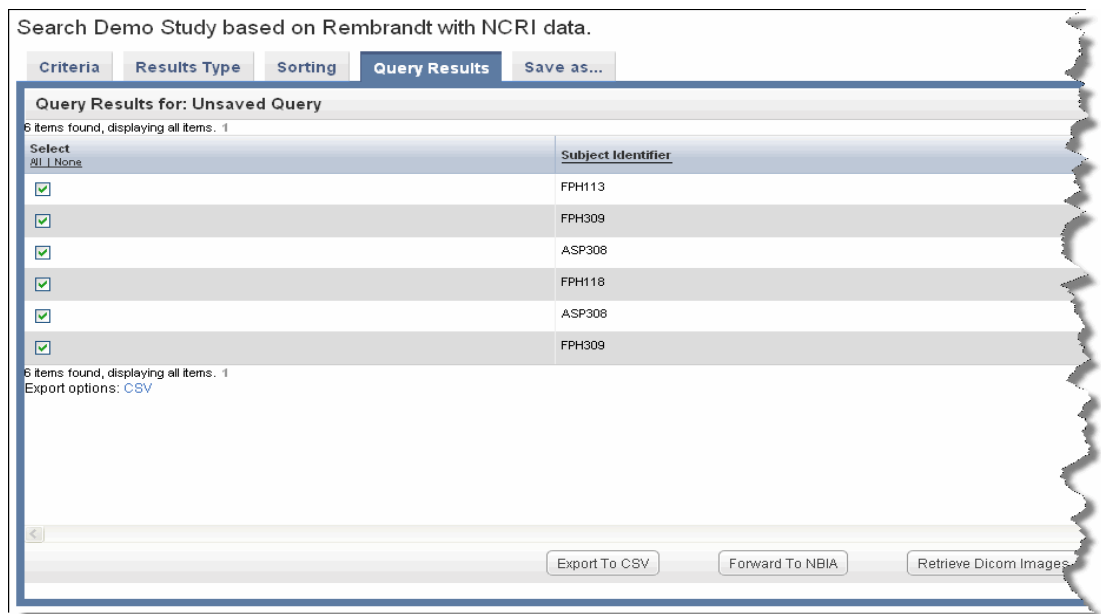 Search Demo Study based on Rembrandt with NCRI data.
Criteria Results Type Sorting Query Results Save as...
Query Results for: Unsaved Query
6 items found, displaying all items. 1
Select Subject Identifier
All | None
FPH113
FPH309
ASP308
FPH118
ASP308
FPH309
6 items found, displaying all items. 1
Export options: CSV
Export To CSV Forward To NBIA Retrieve Dicom Images